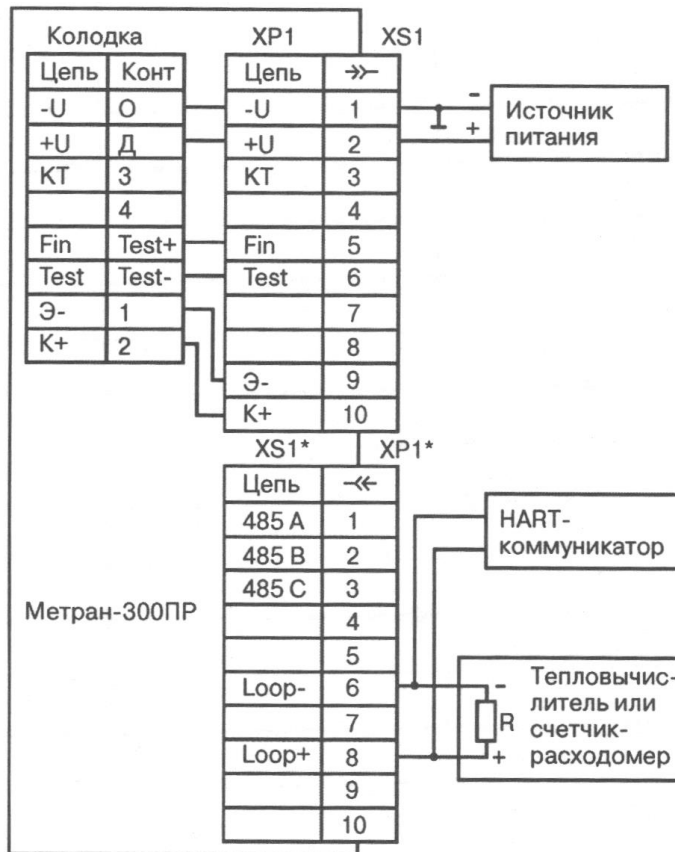 Колодка XP1 XS1
Цепь Конт Цепь
-U О -U 1 -
+U Д +U 2 +
Источник
питания
КТ 3 КТ 3
4 4
Fin Test+ Fin 5
Test Test- Test 6
Э- 1 7
К+ 2 8
Э- 9
К+ 10
XS1* XP1*
Цепь
485 A 1
485 B 2
485 C 3
HART-
коммуникатор
Метран-300ПР
4
5
Loop- 6 -
7
Loop+ 8 +
R
Тепловычис-
литель или
счетчик-
расходомер
9
10